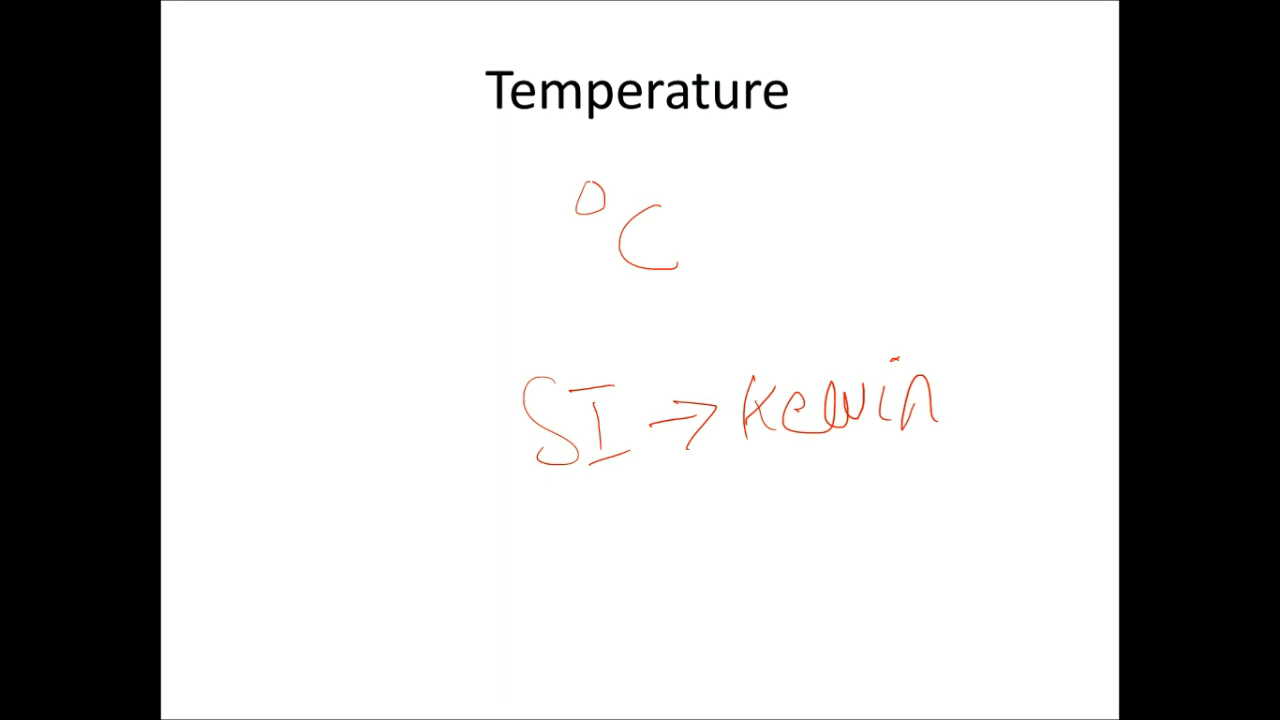 Temperature
°C
SI → Kelvin